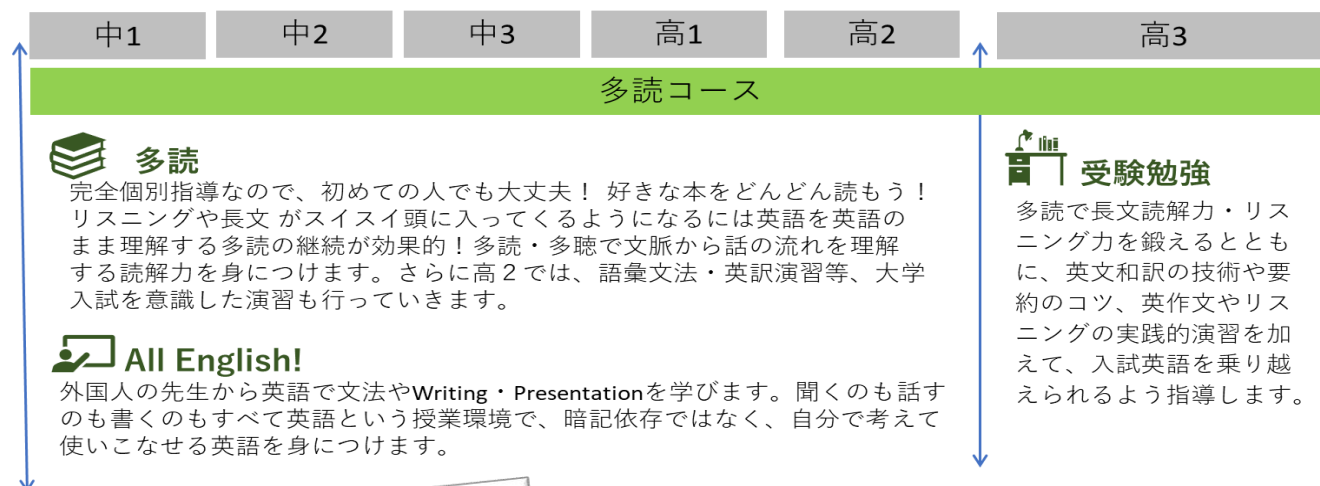 中1 中2 中3 高1 高2 高3
多読コース
多読
完全個別指導なので、初めての人でも大丈夫！ 好きな本をどんどん読もう！
リスニングや長文 がスイスイ頭に入ってくるようになるには英語を英語の
まま理解する多読の継続が効果的！多読・多聴で文脈から話の流れを理解
する読解力を身につけます。さらに高２では、語彙文法・英訳演習等、大学
入試を意識した演習も行っていきます。
All English!
外国人の先生から英語で文法やWriting・Presentationを学びます。聞くのも話す
のも書くのもすべて英語という授業環境で、暗記依存ではなく、自分で考えて
使いこなせる英語を身につけます。
受験勉強
多読で長文読解力・リス
ニング力を鍛えるととも
に、英文和訳の技術や要
約のコツ、英作文やリス
ニングの実践的演習を加
えて、入試英語を乗り越
えられるよう指導します。